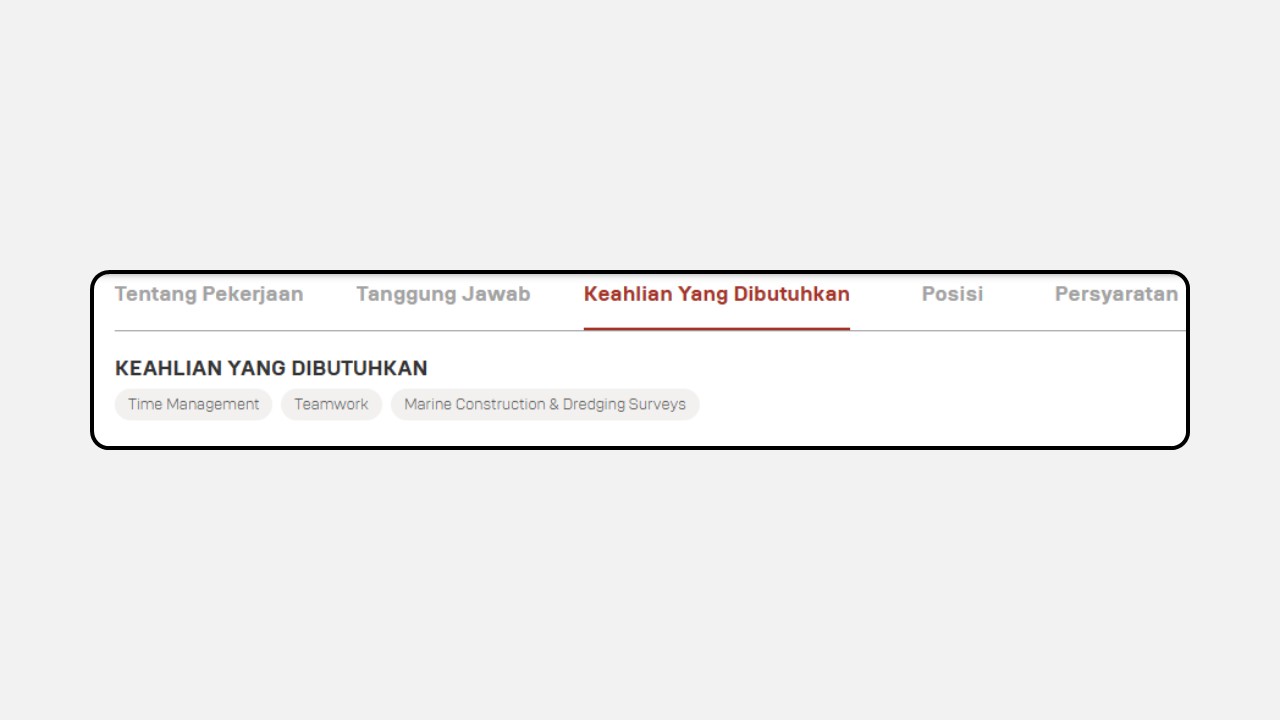 Tentang Pekerjaan Tanggung Jawab Keahlian Yang Dibutuhkan Posisi Persyaratan
KEAHLIAN YANG DIBUTUHKAN
Time Management Teamwork Marine Construction & Dredging Surveys